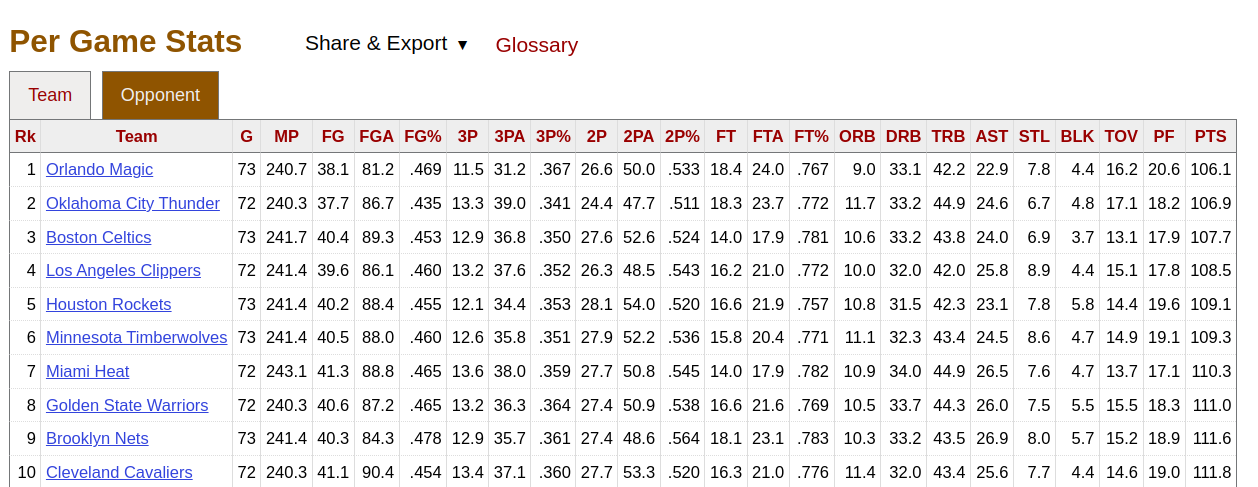 Per Game Stats Share & Export ▼ Glossary
Team Opponent
Rk Team G MP FG FGA FG% 3P 3PA 3P% 2P 2PA 2P% FT FTA FT% ORB DRB TRB AST STL BLK TOV PF PTS
1 Orlando Magic 73 240.7 38.1 81.2 .469 11.5 31.2 .367 26.6 50.0 .533 18.4 24.0 .767 9.0 33.1 42.2 22.9 7.8 4.4 16.2 20.6 106.1
2 Oklahoma City Thunder 72 240.3 37.7 86.7 .435 13.3 39.0 .341 24.4 47.7 .511 18.3 23.7 .772 11.7 33.2 44.9 24.6 6.7 4.8 17.1 18.2 106.9
3 Boston Celtics 73 241.7 40.4 89.3 .453 12.9 36.8 .350 27.6 52.6 .524 14.0 17.9 .781 10.6 33.2 43.8 24.0 6.9 3.7 13.1 17.9 107.7
4 Los Angeles Clippers 72 241.4 39.6 86.1 .460 13.2 37.6 .352 26.3 48.5 .543 16.2 21.0 .772 10.0 32.0 42.0 25.8 8.9 4.4 15.1 17.8 108.5
5 Houston Rockets 73 241.4 40.2 88.4 .455 12.1 34.4 .353 28.1 54.0 .520 16.6 21.9 .757 10.8 31.5 42.3 23.1 7.8 5.8 14.4 19.6 109.1
6 Minnesota Timberwolves 73 241.4 40.5 88.0 .460 12.6 35.8 .351 27.9 52.2 .536 15.8 20.4 .771 11.1 32.3 43.4 24.5 8.6 4.7 14.9 19.1 109.3
7 Miami Heat 72 243.1 41.3 88.8 .465 13.6 38.0 .359 27.7 50.8 .545 14.0 17.9 .782 10.9 34.0 44.9 26.5 7.6 4.7 13.7 17.1 110.3
8 Golden State Warriors 72 240.3 40.6 87.2 .465 13.2 36.3 .364 27.4 50.9 .538 16.6 21.6 .769 10.5 33.7 44.3 26.0 7.5 5.5 15.5 18.3 111.0
9 Brooklyn Nets 73 241.4 40.3 84.3 .478 12.9 35.7 .361 27.4 48.6 .564 18.1 23.1 .783 10.3 33.2 43.5 26.9 8.0 5.7 15.2 18.9 111.6
10 Cleveland Cavaliers 72 240.3 41.1 90.4 .454 13.4 37.1 .360 27.7 53.3 .520 16.3 21.0 .776 11.4 32.0 43.4 25.6 7.7 4.4 14.6 19.0 111.8